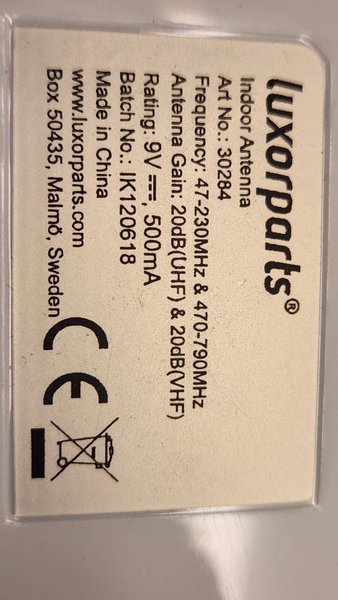 luxorparts®
Indoor Antenna
Art No.: 30284
Frequency: 47-230MHz & 470-790MHz
Antenna Gain: 20dB(UHF) & 20dB(VHF)
Rating: 9V⎓, 500mA
Batch No.: IK120618
Made in China
www.luxorparts.com
Box 50435, Malmö, Sweden
CE